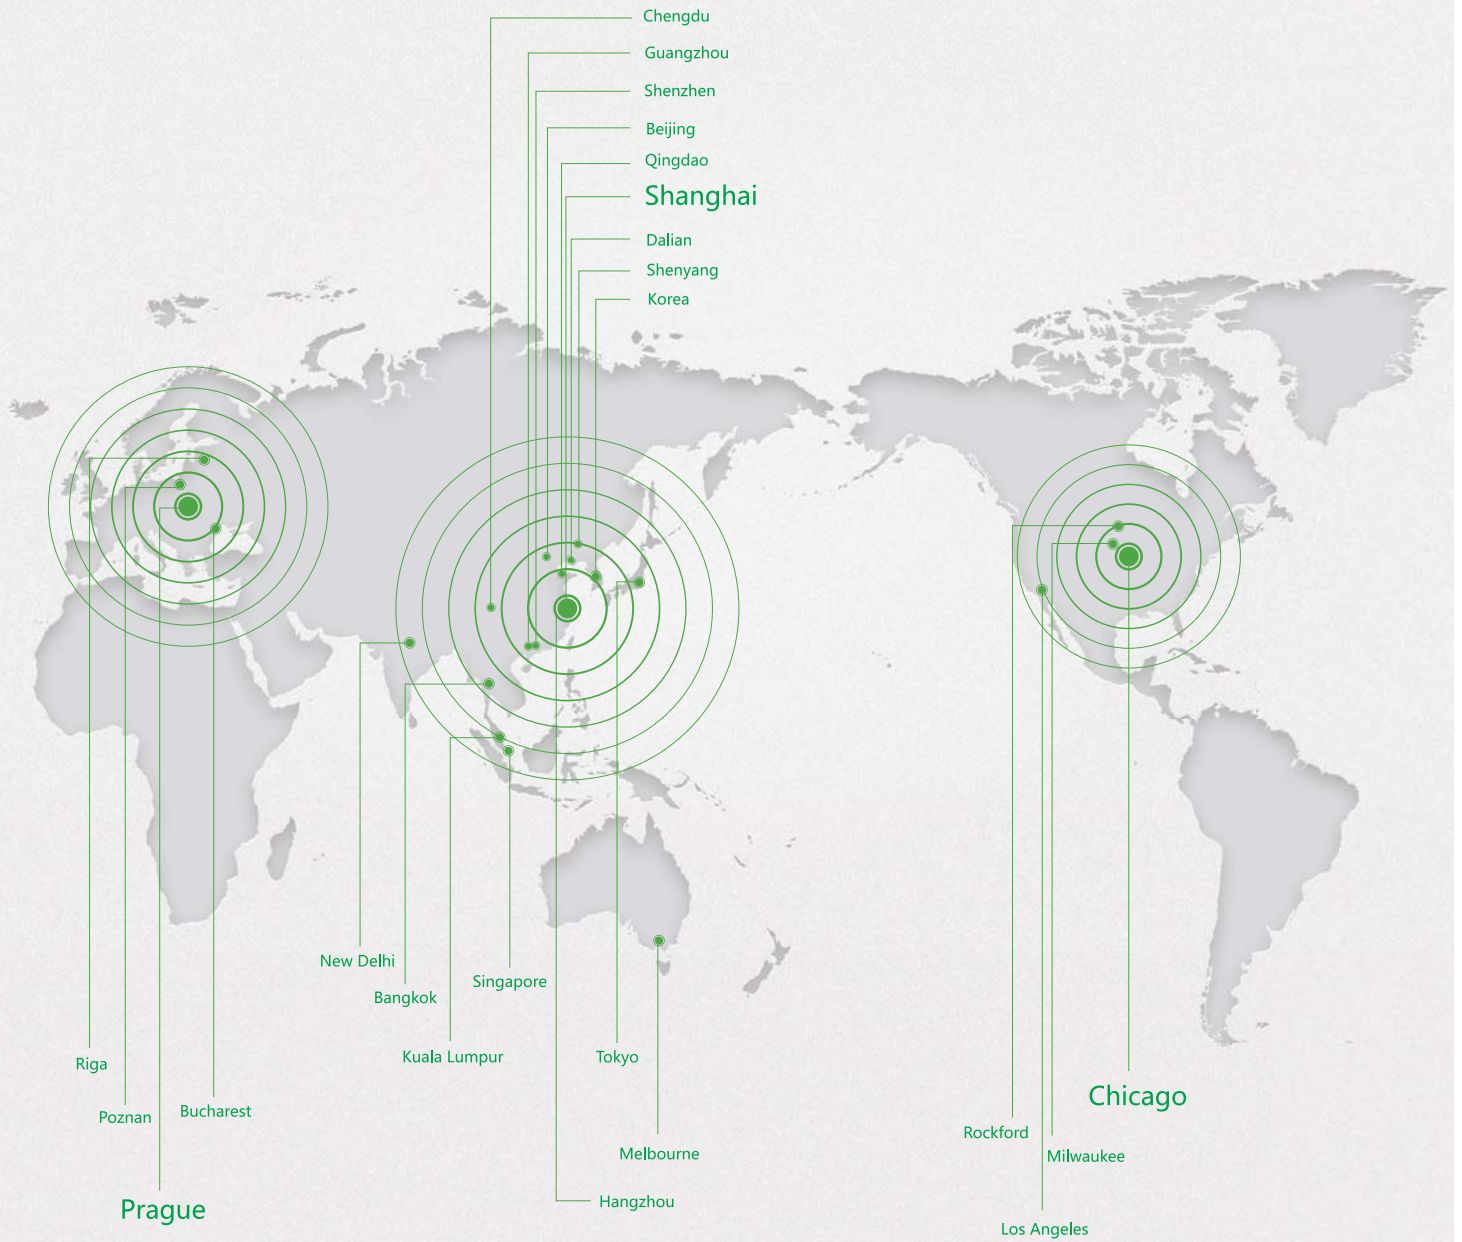 Chengdu
Guangzhou
Shenzhen
Beijing
Qingdao
Shanghai
Dalian
Shenyang
Korea
New Delhi
Singapore
Bangkok
Kuala Lumpur
Tokyo
Riga
Poznan
Bucharest
Chicago
Rockford
Milwaukee
Melbourne
Hangzhou
Prague
Los Angeles